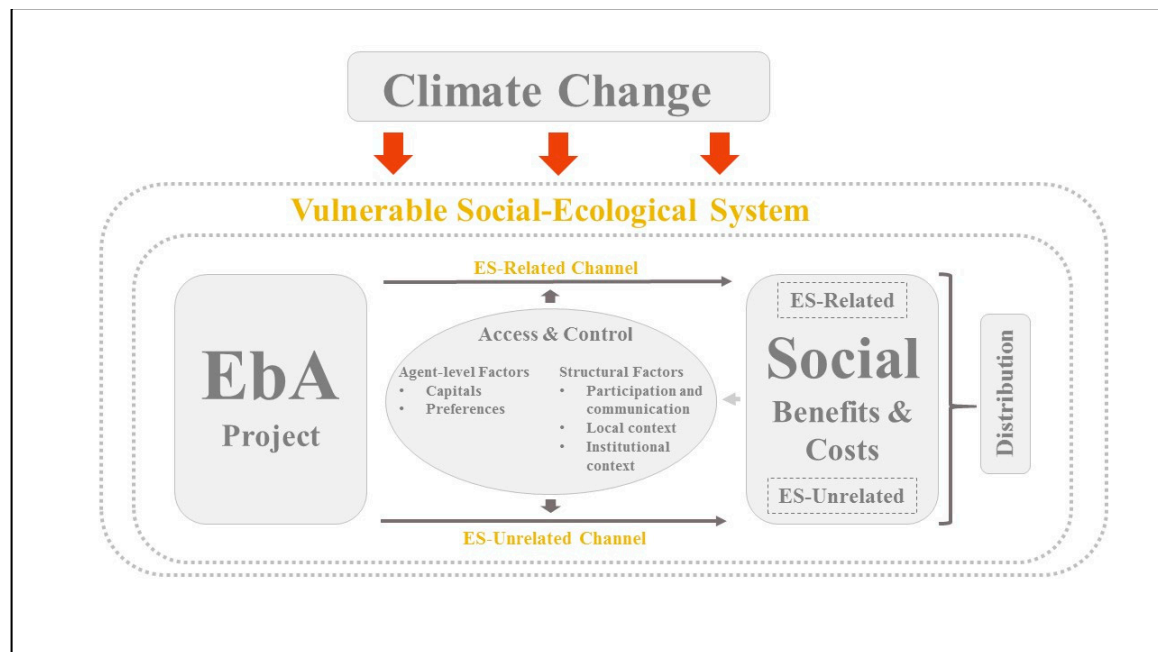 Climate Change
Vulnerable Social-Ecological System
ES-Related Channel
EbA
Project
Access & Control
Agent-level Factors
• Capitals
• Preferences
Structural Factors
• Participation and
communication
• Local context
• Institutional
context
ES-Related
Social
Benefits &
Costs
ES-Unrelated
Distribution
ES-Unrelated Channel